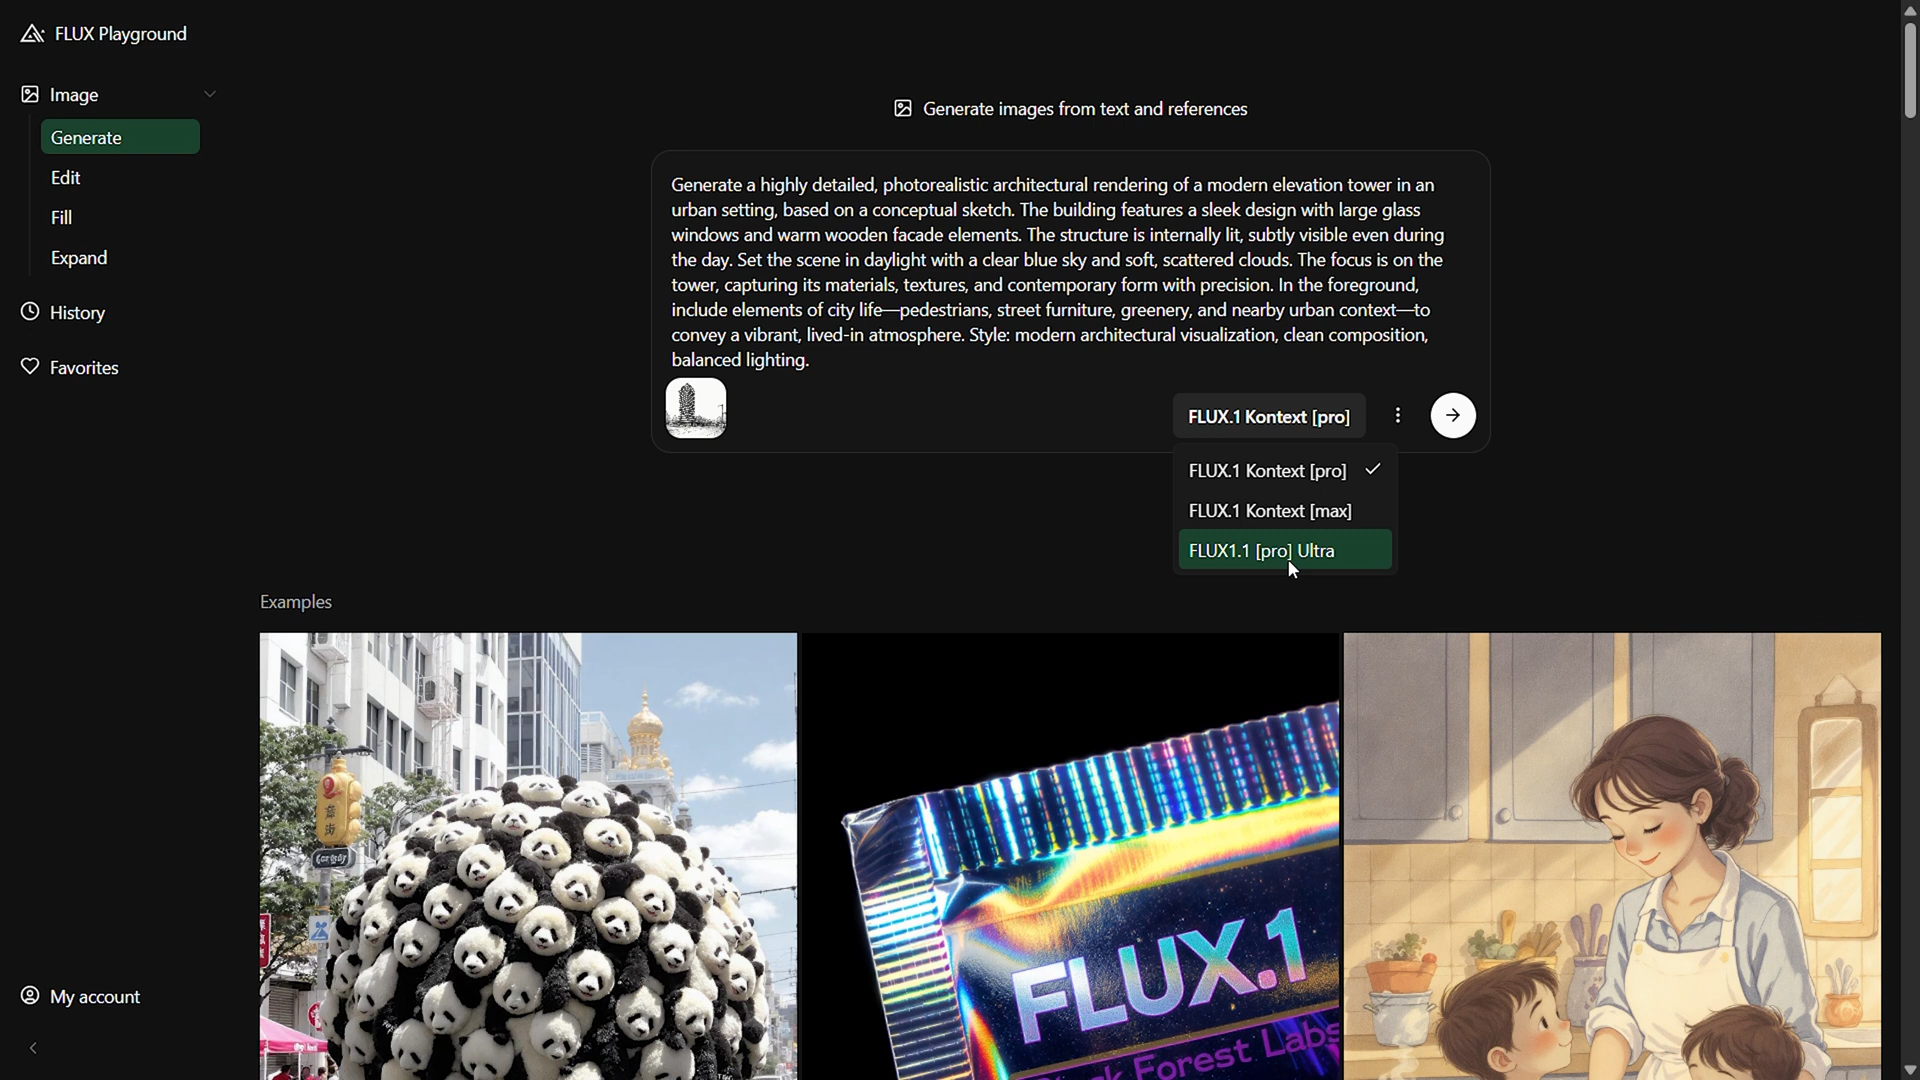 FLUX Playground
Image
Generate
Edit
Fill
Expand
History
Favorites
Generate images from text and references
Generate a highly detailed, photorealistic architectural rendering of a modern elevation tower in an
urban setting, based on a conceptual sketch. The building features a sleek design with large glass
windows and warm wooden facade elements. The structure is internally lit, subtly visible even during
the day. Set the scene in daylight with a clear blue sky and soft, scattered clouds. The focus is on the
tower, capturing its materials, textures, and contemporary form with precision. In the foreground,
include elements of city life—pedestrians, street furniture, greenery, and nearby urban context—to
convey a vibrant, lived-in atmosphere. Style: modern architectural visualization, clean composition,
balanced lighting.
FLUX.1 Kontext [pro]
FLUX.1 Kontext [pro]
FLUX.1 Kontext [max]
FLUX1.1 [pro] Ultra
Examples
FLUX.1
Forest Labs
My account